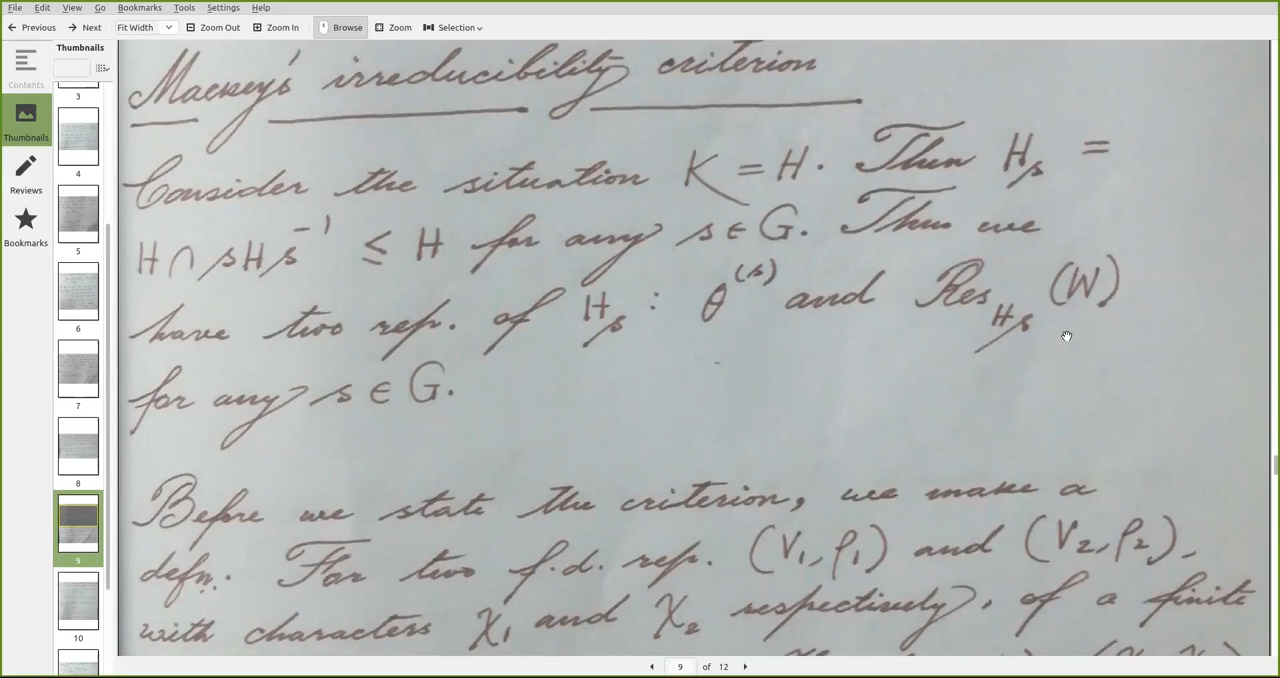 File Edit View Go Bookmarks Tools Settings Help
Previous Next Fit Width Zoom Out Zoom In Browse Zoom Selection
Contents
Thumbnails
Reviews
Bookmarks
Thumbnails
3
4
5
6
7
8
9
10
Mackey's irreducibility criterion
Consider the situation K = H. Then H_s =
H ∩ sHs⁻¹ ≤ H for any s ∈ G. Thus we
have two rep. of H_s : θ^(s) and Res_{H_s} (W)
for any s ∈ G.
Before we state the criterion, we make a
defn. For two f.d. rep. (V₁, ρ₁) and (V₂, ρ₂),
with characters χ₁ and χ₂ respectively, of a finite
9 of 12